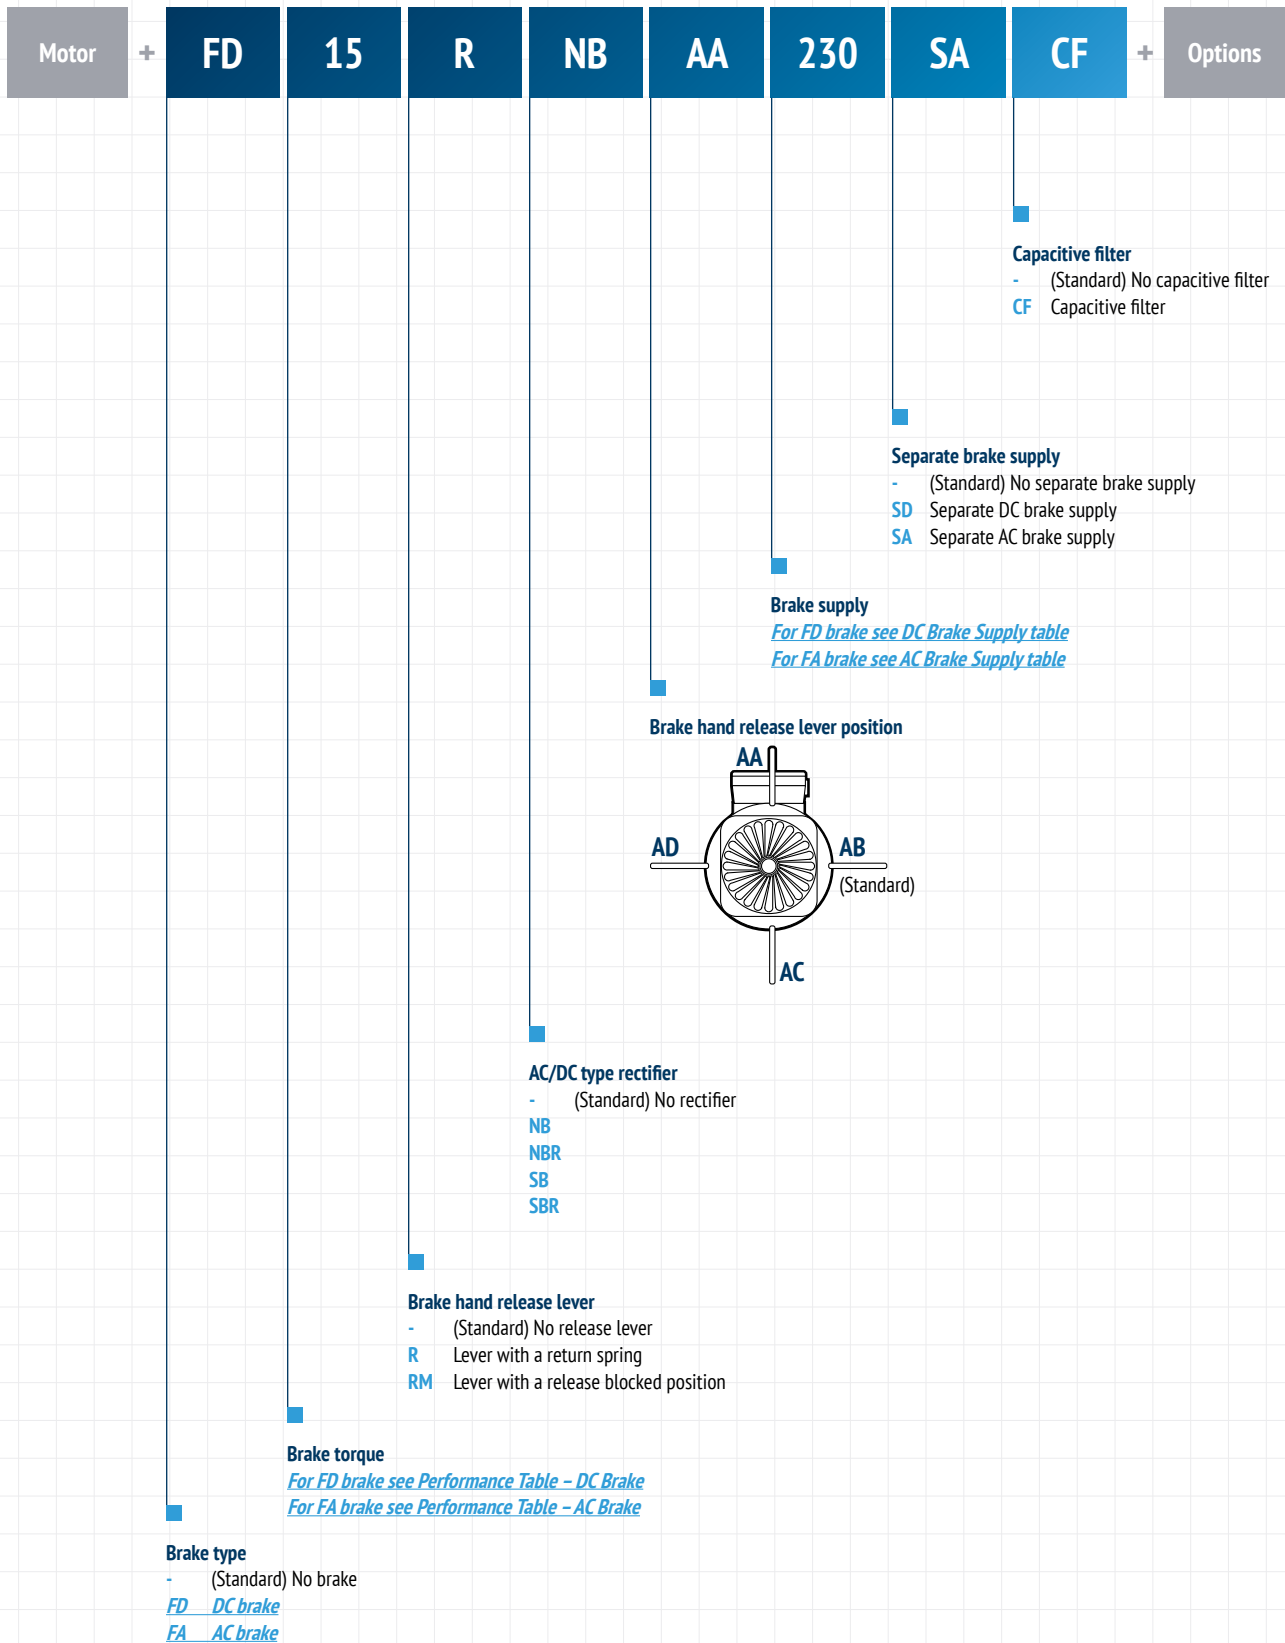 Motor + FD 15 R NB AA 230 SA CF + Options
Capacitive filter
- (Standard) No capacitive filter
CF Capacitive filter
Separate brake supply
- (Standard) No separate brake supply
SD Separate DC brake supply
SA Separate AC brake supply
Brake supply
For FD brake see DC Brake Supply table
For FA brake see AC Brake Supply table
Brake hand release lever position
AA
AD AB
(Standard)
AC
AC/DC type rectifier
- (Standard) No rectifier
NB
NBR
SB
SBR
Brake hand release lever
- (Standard) No release lever
R Lever with a return spring
RM Lever with a release blocked position
Brake torque
For FD brake see Performance Table – DC Brake
For FA brake see Performance Table – AC Brake
Brake type
- (Standard) No brake
FD DC brake
FA AC brake